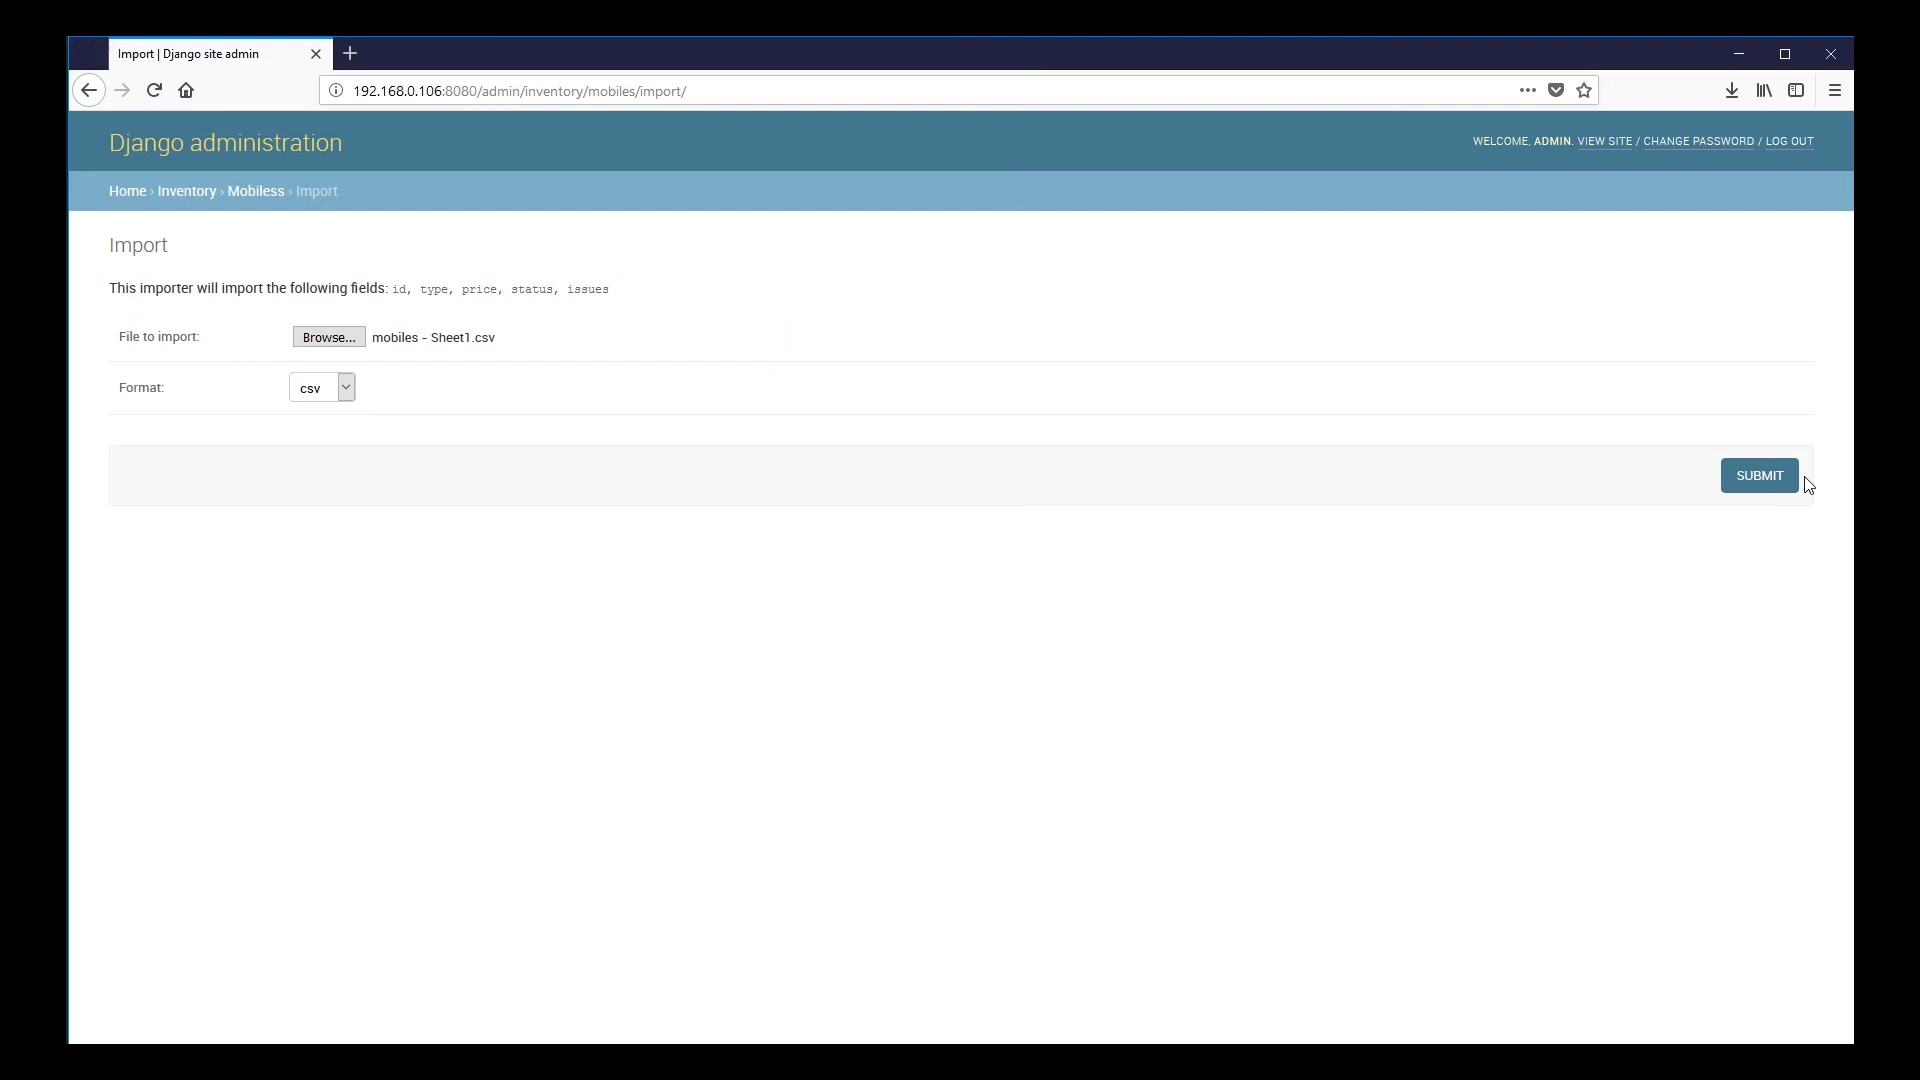 Import | Django site admin
192.168.0.106:8080/admin/inventory/mobiles/import/
Django administration
WELCOME, ADMIN. VIEW SITE / CHANGE PASSWORD / LOG OUT
Home › Inventory › Mobiless › Import
Import
This importer will import the following fields: id, type, price, status, issues
File to import: Browse... mobiles - Sheet1.csv
Format: csv
SUBMIT